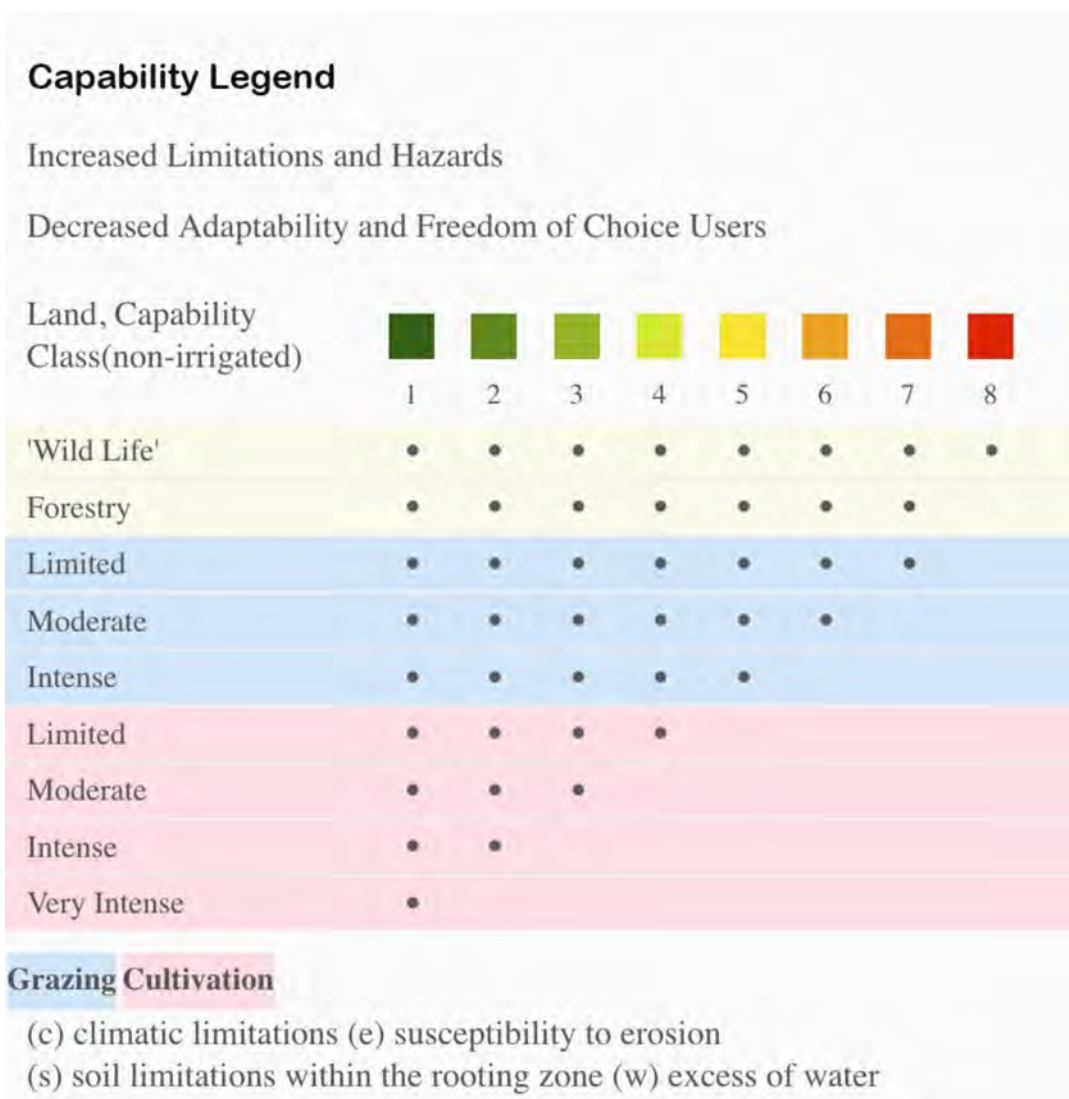 Capability Legend
Increased Limitations and Hazards
Decreased Adaptability and Freedom of Choice Users
Land, Capability
Class(non-irrigated)
1 2 3 4 5 6 7 8
'Wild Life'
Forestry
Limited
Moderate
Intense
Limited
Moderate
Intense
Very Intense
Grazing Cultivation
(c) climatic limitations (e) susceptibility to erosion
(s) soil limitations within the rooting zone (w) excess of water